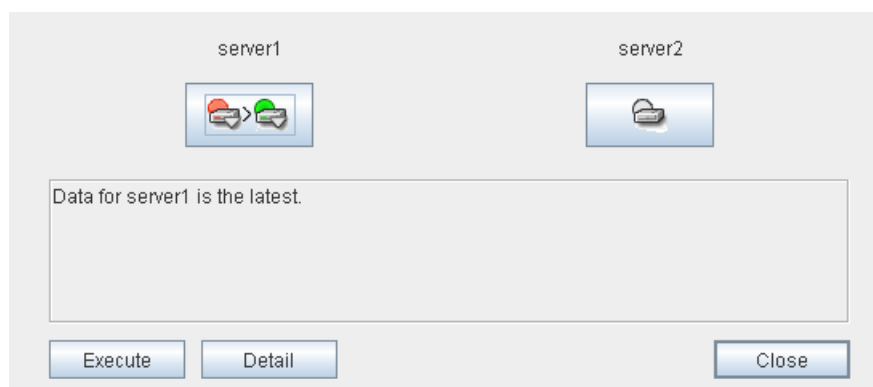 server1 server2
>
Data for server1 is the latest.
Execute Detail Close